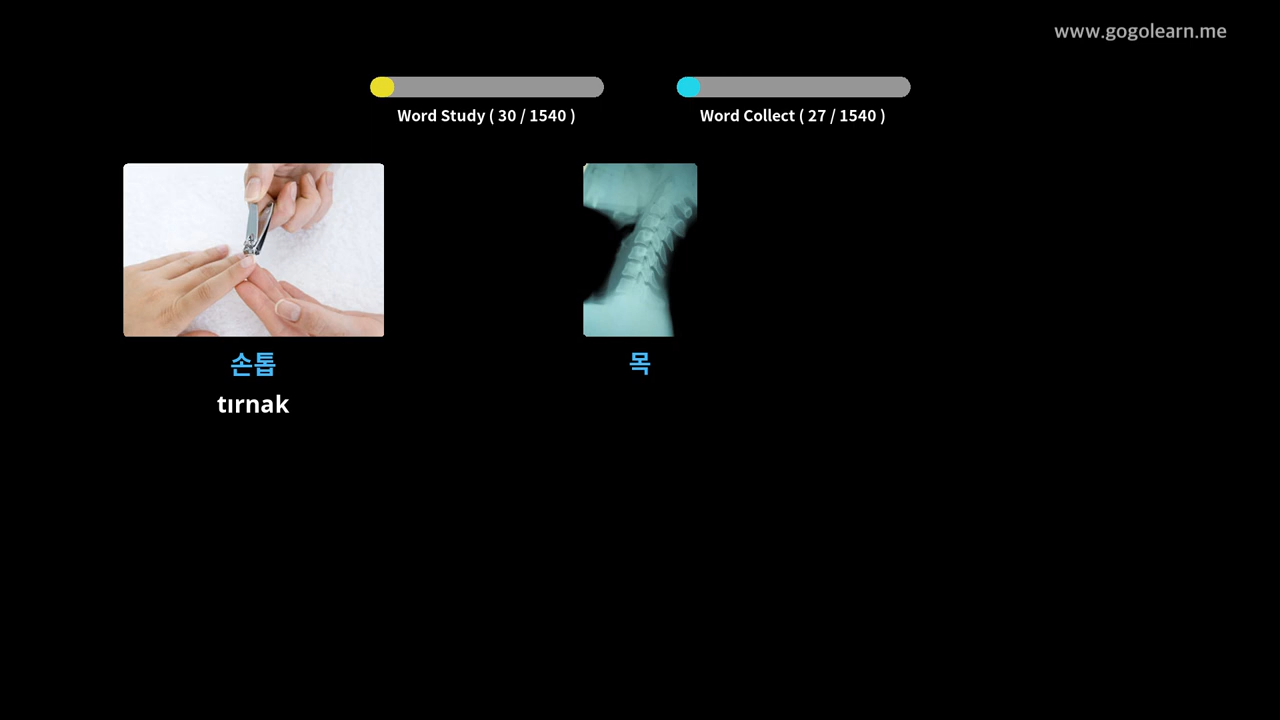 www.gogolearn.me
Word Study ( 30 / 1540 )
Word Collect ( 27 / 1540 )
손톱
목
tırnak